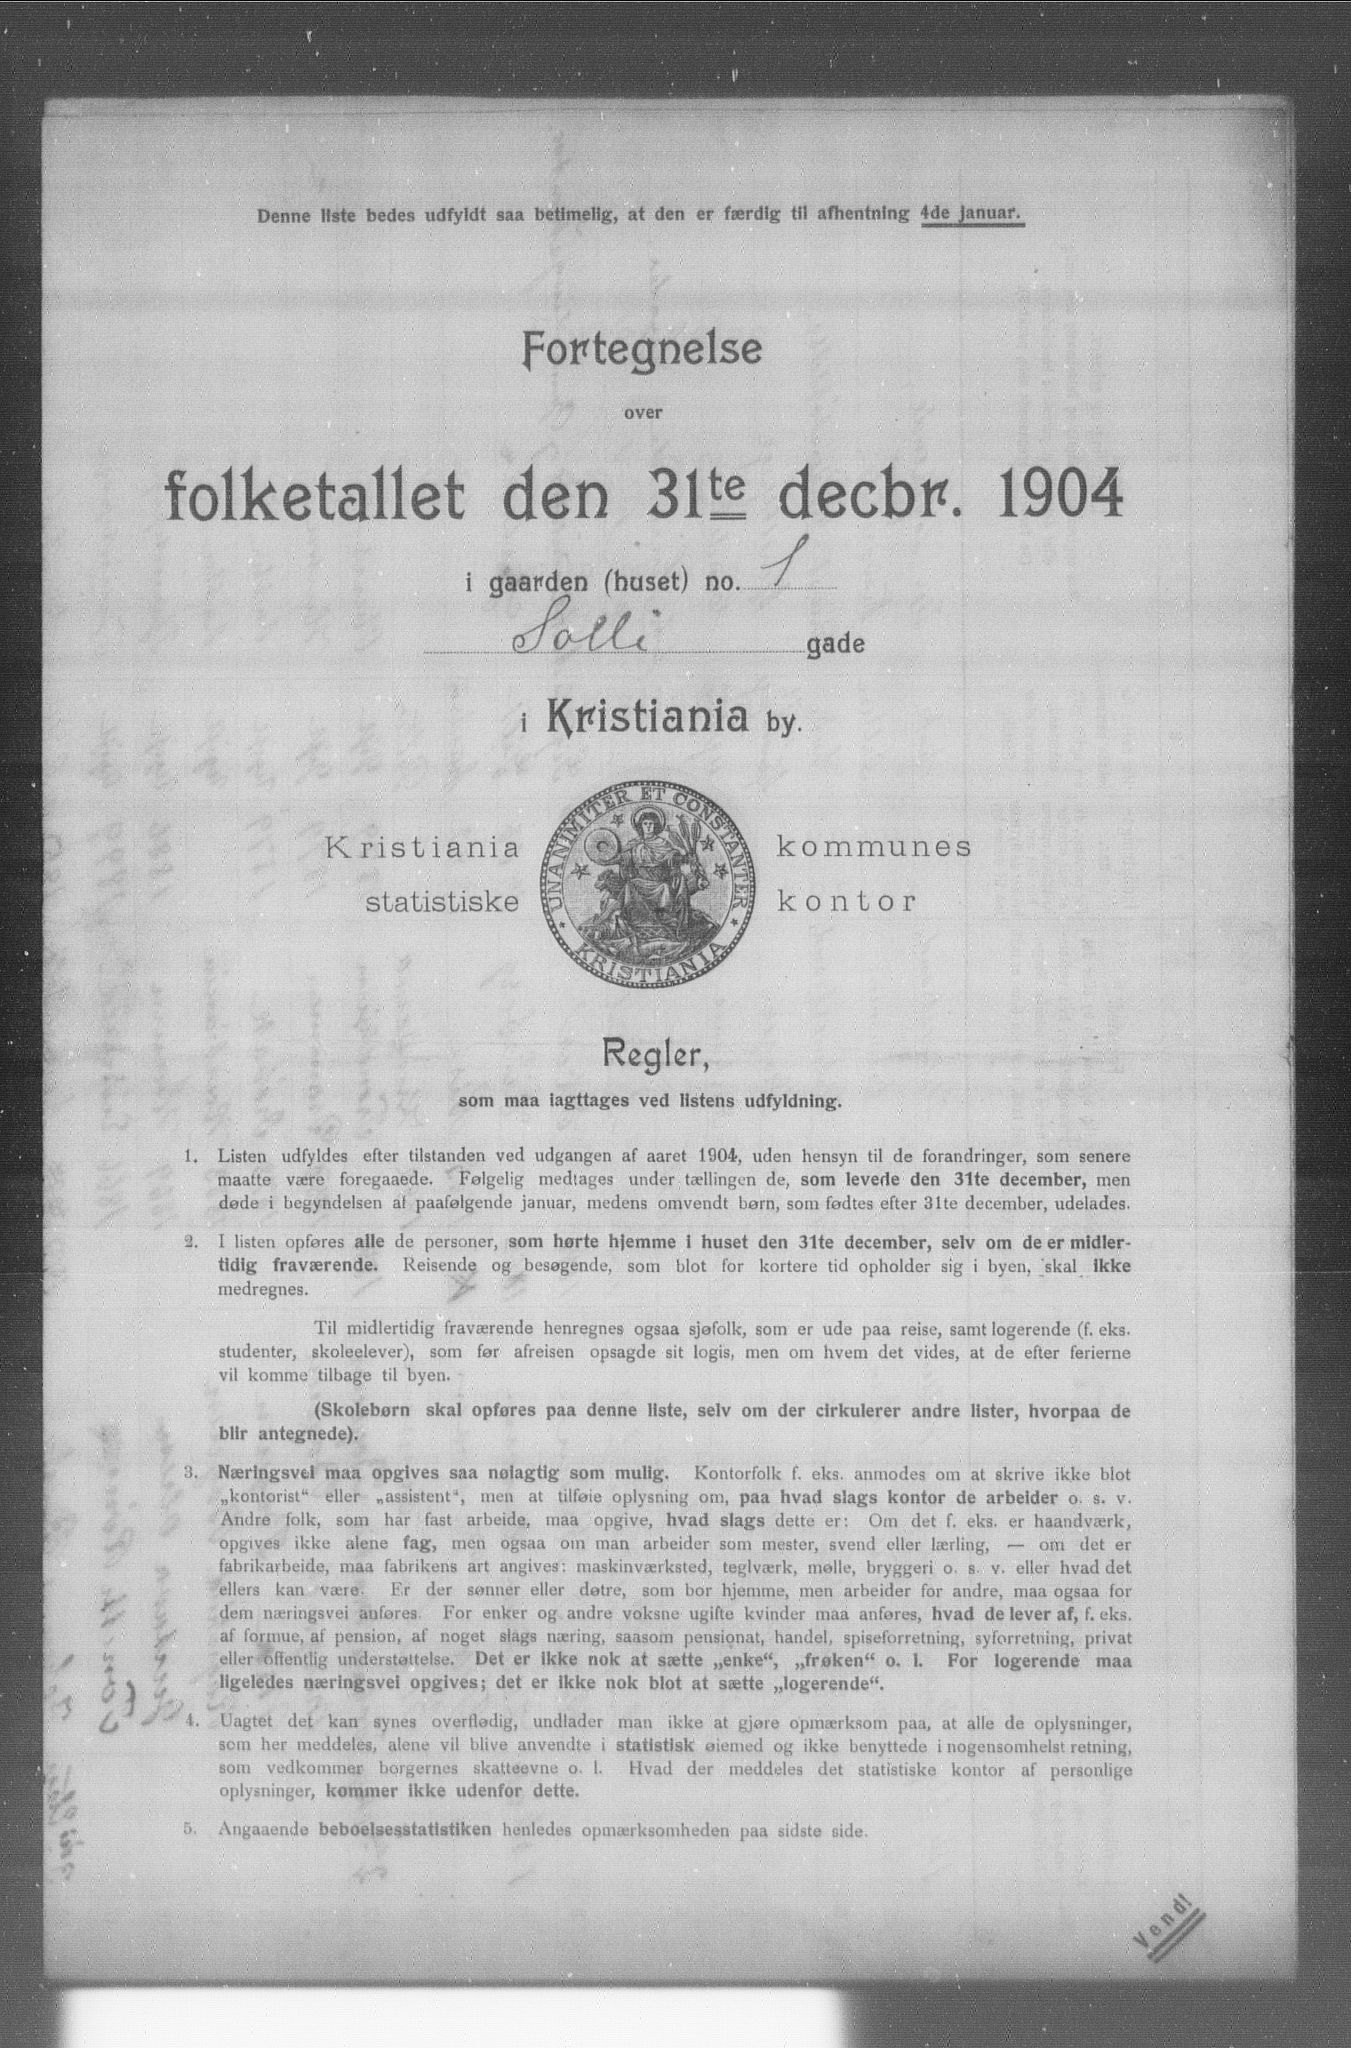 Denne liste bedes udfyldt saa betimelig, at den er færdig til afhentning 4de januar.
Fortegnelse
over
folketallet den 31te decbr. 1904
i gaarden (huset) no. 1
Solli gade
i Kristiania by.
Kristiania kommunes
statistiske kontor
UNANIMITER ET CONSTANTER
KRISTIANIA
Regler,
som maa iagttages ved listens udfyldning.
1. Listen udfyldes efter tilstanden ved udgangen af aaret 1904, uden hensyn til de forandringer, som senere
maatte være foregaaede. Følgelig medtages under tællingen de, som levede den 31te december, men
døde i begyndelsen af paafølgende januar, medens omvendt børn, som fødtes efter 31te december, udelades.
2. I listen opføres alle de personer, som hørte hjemme i huset den 31te december, selv om de er midler-
tidig fraværende. Reisende og besøgende, som blot for kortere tid opholder sig i byen, skal ikke
medregnes.
Til midlertidig fraværende henregnes ogsaa sjøfolk, som er ude paa reise, samt logerende (f. eks.
studenter, skoleelever), som før afreisen opsagde sit logis, men om hvem det vides, at de efter ferierne
vil komme tilbage til byen.
(Skolebørn skal opføres paa denne liste, selv om der cirkulerer andre lister, hvorpaa de
blir antegnede).
3. Næringsvei maa opgives saa nøiagtig som mulig. Kontorfolk f. eks. anmodes om at skrive ikke blot
„kontorist“ eller „assistent“, men at tilføie oplysning om, paa hvad slags kontor de arbeider o. s. v.
Andre folk, som har fast arbeide, maa opgive, hvad slags dette er: Om det f. eks. er haandværk,
opgives ikke alene fag, men ogsaa om man arbeider som mester, svend eller lærling, — om det er
fabrikarbeide, maa fabrikens art angives: maskinværksted, teglværk, mølle, bryggeri o. s. v. eller hvad det
ellers kan være. Er der sønner eller døtre, som bor hjemme, men arbeider for andre, maa ogsaa for
dem næringsvei anføres. For enker og andre voksne ugifte kvinder maa anføres, hvad de lever af, f. eks.
af formue, af pension, af noget slags næring, saasom pensionat, handel, spiseforretning, syforretning, privat
eller offentlig understøttelse. Det er ikke nok at sætte „enke“, „frøken“ o. l. For logerende maa
ligeledes næringsvei opgives; det er ikke nok blot at sætte „logerende“.
4. Uagtet det kan synes overflødig, undlader man ikke at gjøre opmærksom paa, at alle de oplysninger,
som her meddeles, alene vil blive anvendte i statistisk øiemed og ikke benyttede i nogensomhelst retning,
som vedkommer borgernes skatteevne o. l. Hvad der meddeles det statistiske kontor af personlige
oplysninger, kommer ikke udenfor dette.
5. Angaaende beboelsesstatistiken henledes opmærksomheden paa sidste side.
Vend!